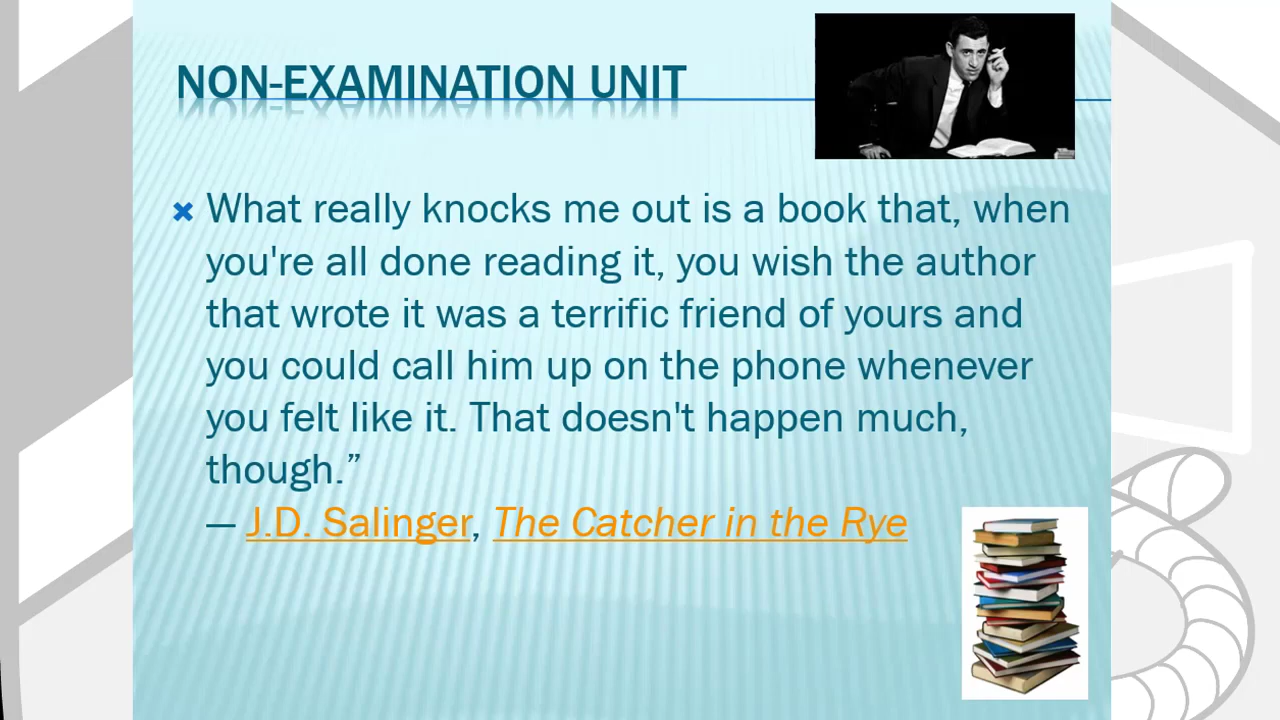 NON-EXAMINATION UNIT
What really knocks me out is a book that, when
you're all done reading it, you wish the author
that wrote it was a terrific friend of yours and
you could call him up on the phone whenever
you felt like it. That doesn't happen much,
though.”
― J.D. Salinger, The Catcher in the Rye